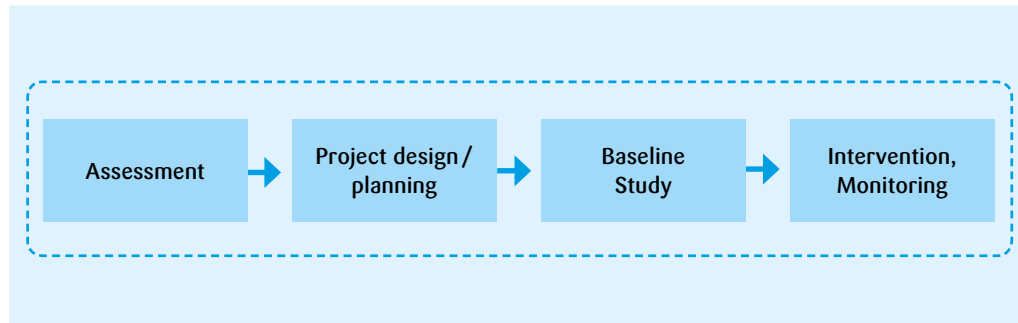 Assessment
Project design /
planning
Baseline
Study
Intervention,
Monitoring